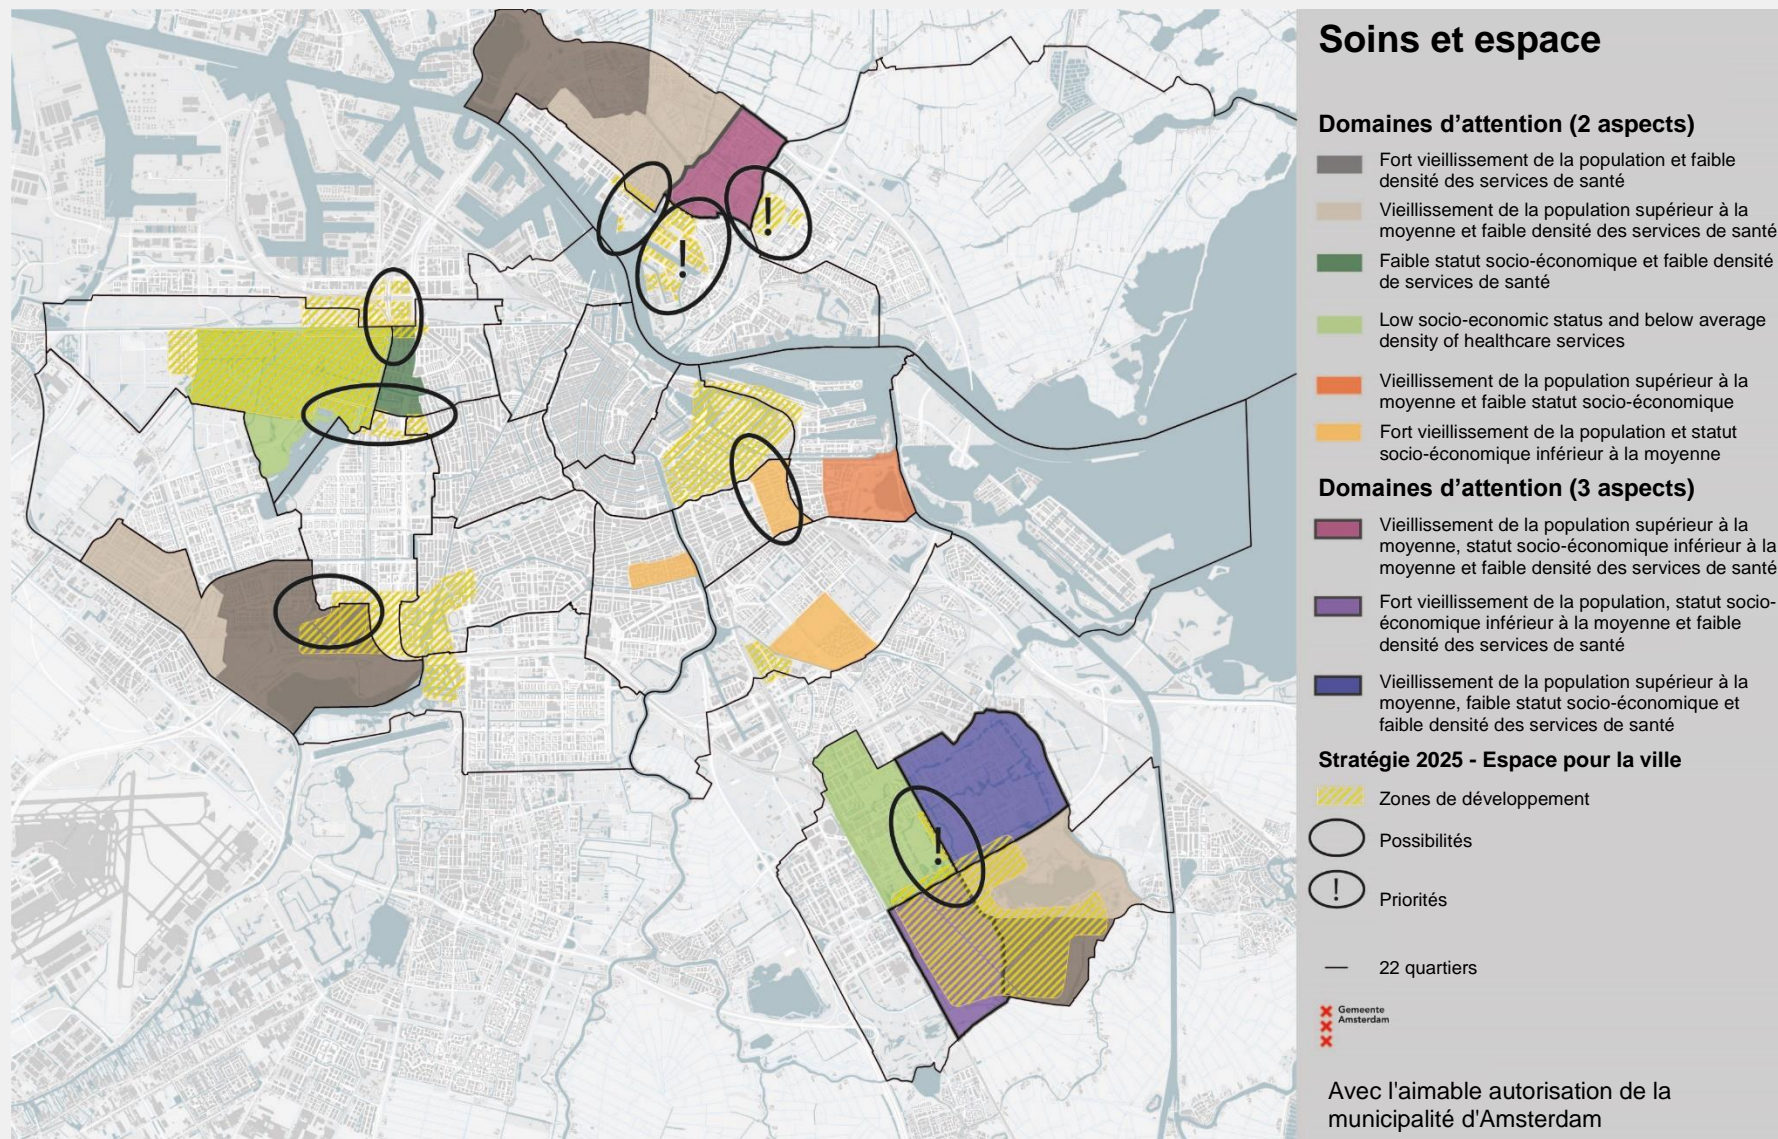 Soins et espace
Domaines d’attention (2 aspects)
Fort vieillissement de la population et faible
densité des services de santé
Vieillissement de la population supérieur à la
moyenne et faible densité des services de santé
Faible statut socio-économique et faible densité
de services de santé
Low socio-economic status and below average
density of healthcare services
Vieillissement de la population supérieur à la
moyenne et faible statut socio-économique
Fort vieillissement de la population et statut
socio-économique inférieur à la moyenne
Domaines d’attention (3 aspects)
Vieillissement de la population supérieur à la
moyenne, statut socio-économique inférieur à la
moyenne et faible densité des services de santé
Fort vieillissement de la population, statut socio-
économique inférieur à la moyenne et faible
densité des services de santé
Vieillissement de la population supérieur à la
moyenne, faible statut socio-économique et
faible densité des services de santé
Stratégie 2025 - Espace pour la ville
Zones de développement
Possibilités
! Priorités
22 quartiers
Gemeente
Amsterdam
Avec l'aimable autorisation de la
municipalité d'Amsterdam
!
!
!